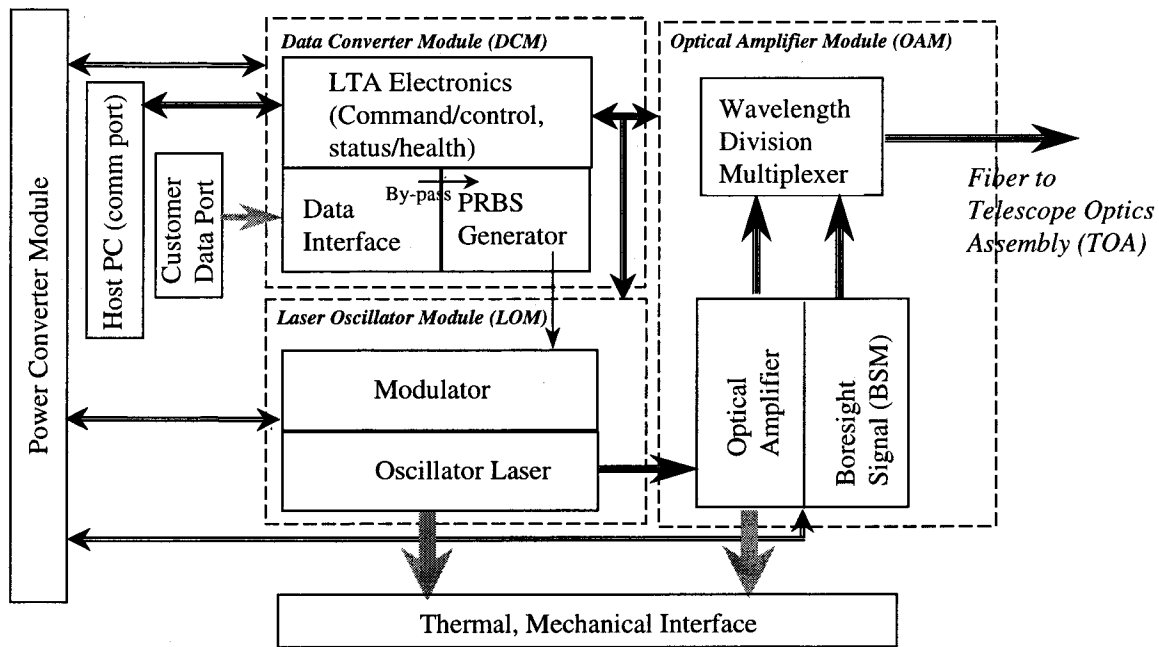 Data Converter Module (DCM)
Optical Amplifier Module (OAM)
LTA Electronics
(Command/control,
status/health)
Wavelength
Division
Multiplexer
By-pass
Data
Interface
PRBS
Generator
Power Converter Module
Host PC (comm port)
Customer
Data Port
Fiber to
Telescope Optics
Assembly (TOA)
Laser Oscillator Module (LOM)
Modulator
Oscillator Laser
Optical
Amplifier
Boresight
Signal (BSM)
Thermal, Mechanical Interface